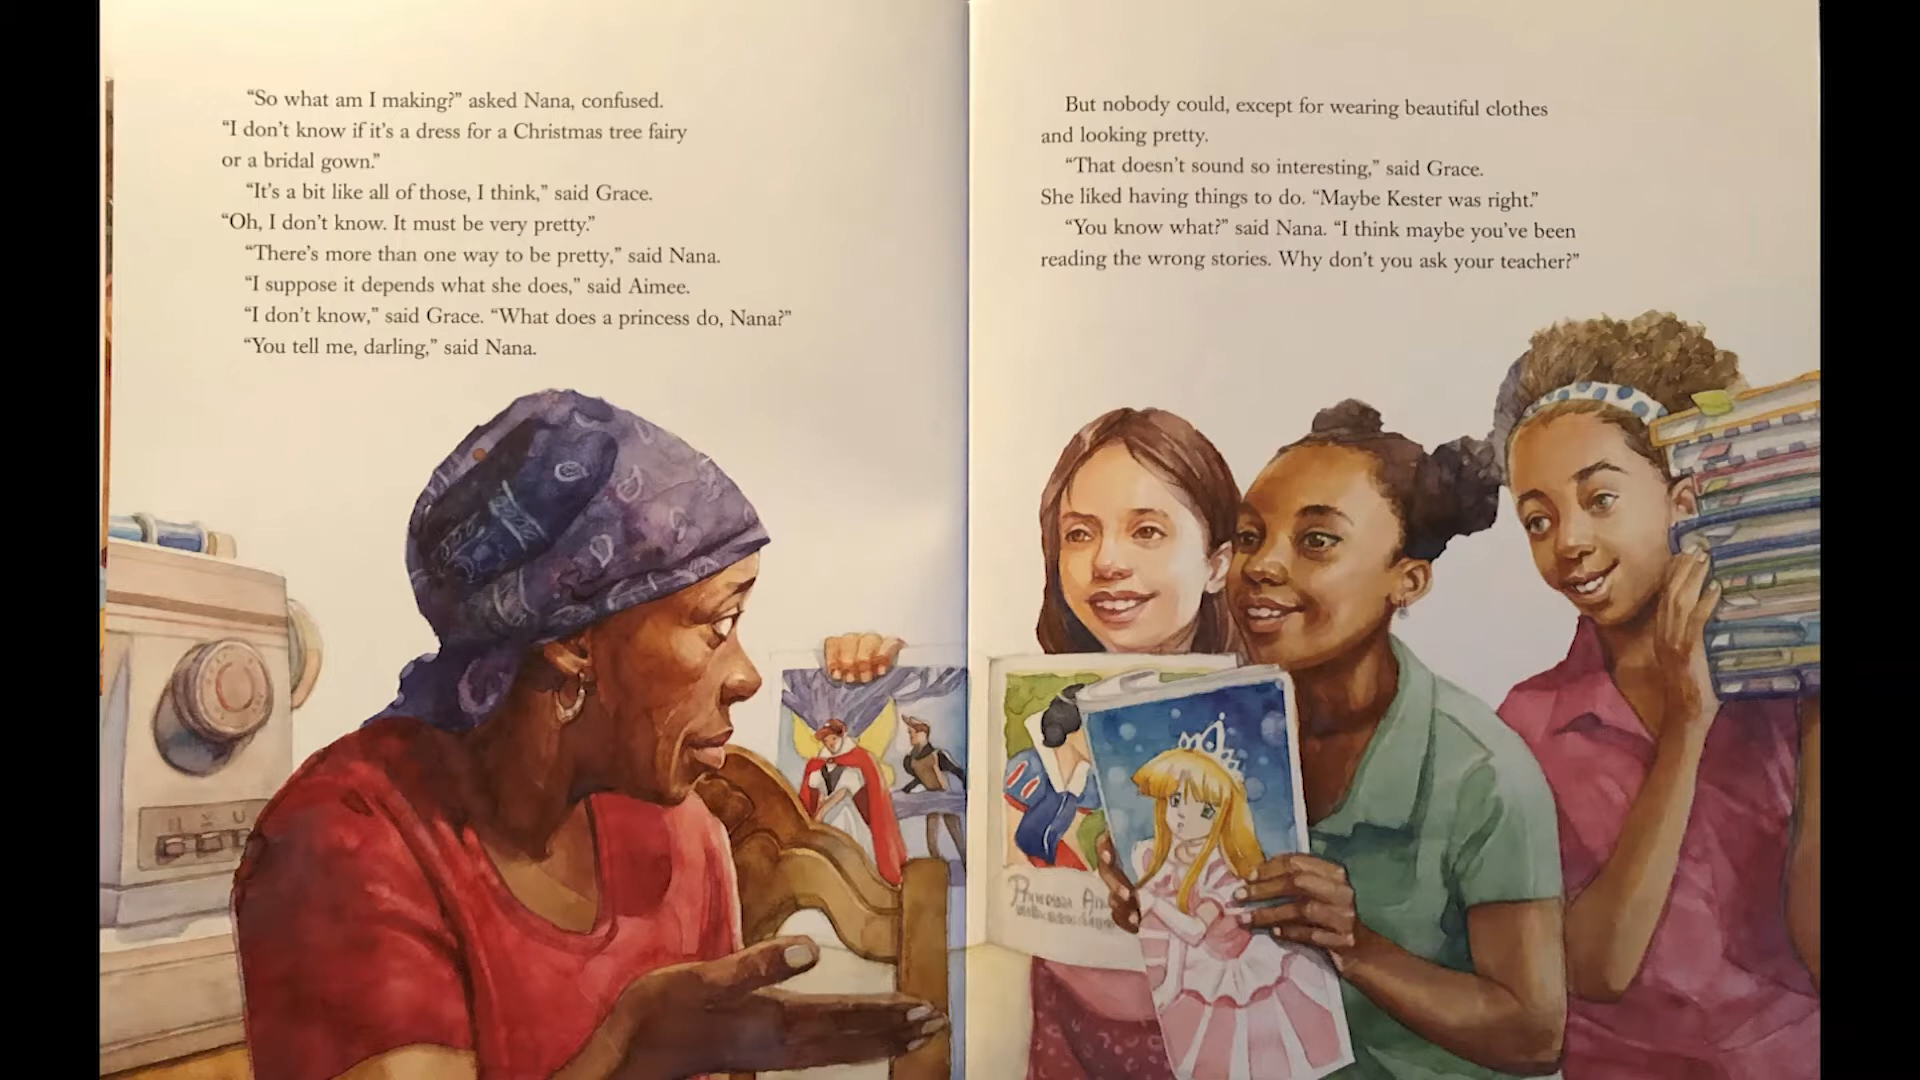 “So what am I making?” asked Nana, confused.
“I don’t know if it’s a dress for a Christmas tree fairy
or a bridal gown.”
“It’s a bit like all of those, I think,” said Grace.
“Oh, I don’t know. It must be very pretty.”
“There’s more than one way to be pretty,” said Nana.
“I suppose it depends what she does,” said Aimee.
“I don’t know,” said Grace. “What does a princess do, Nana?”
“You tell me, darling,” said Nana.
But nobody could, except for wearing beautiful clothes
and looking pretty.
“That doesn’t sound so interesting,” said Grace.
She liked having things to do. “Maybe Kester was right.”
“You know what?” said Nana. “I think maybe you’ve been
reading the wrong stories. Why don’t you ask your teacher?”